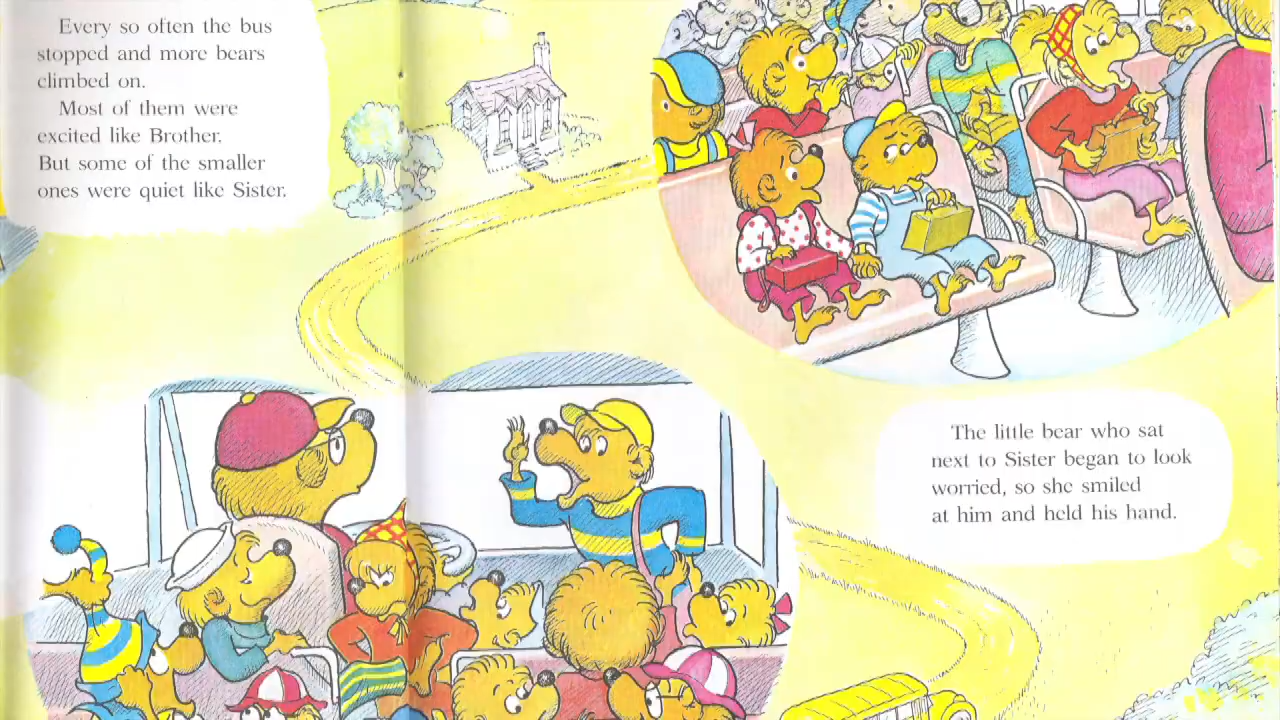 Every so often the bus
stopped and more bears
climbed on.
Most of them were
excited like Brother.
But some of the smaller
ones were quiet like Sister.
The little bear who sat
next to Sister began to look
worried, so she smiled
at him and held his hand.